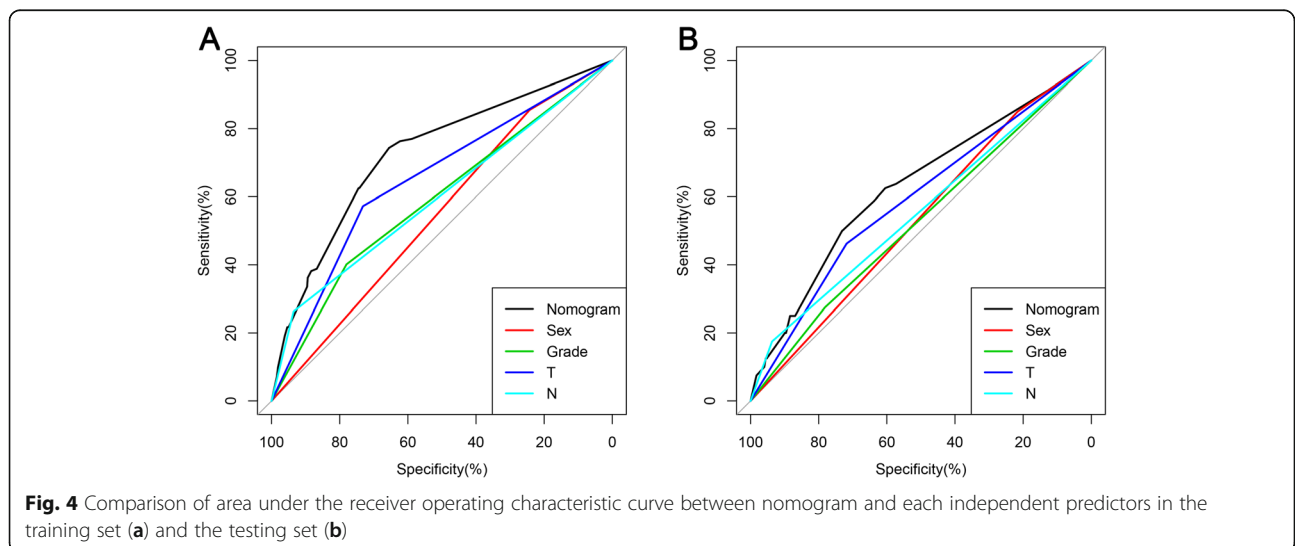 A
Sensitivity(%)
100
80
60
40
20
0
Nomogram
Sex
Grade
T
N
100 80 60 40 20 0
Specificity(%)
B
Sensitivity(%)
100
80
60
40
20
0
Nomogram
Sex
Grade
T
N
100 80 60 40 20 0
Specificity(%)
Fig. 4 Comparison of area under the receiver operating characteristic curve between nomogram and each independent predictors in the
training set (a) and the testing set (b)